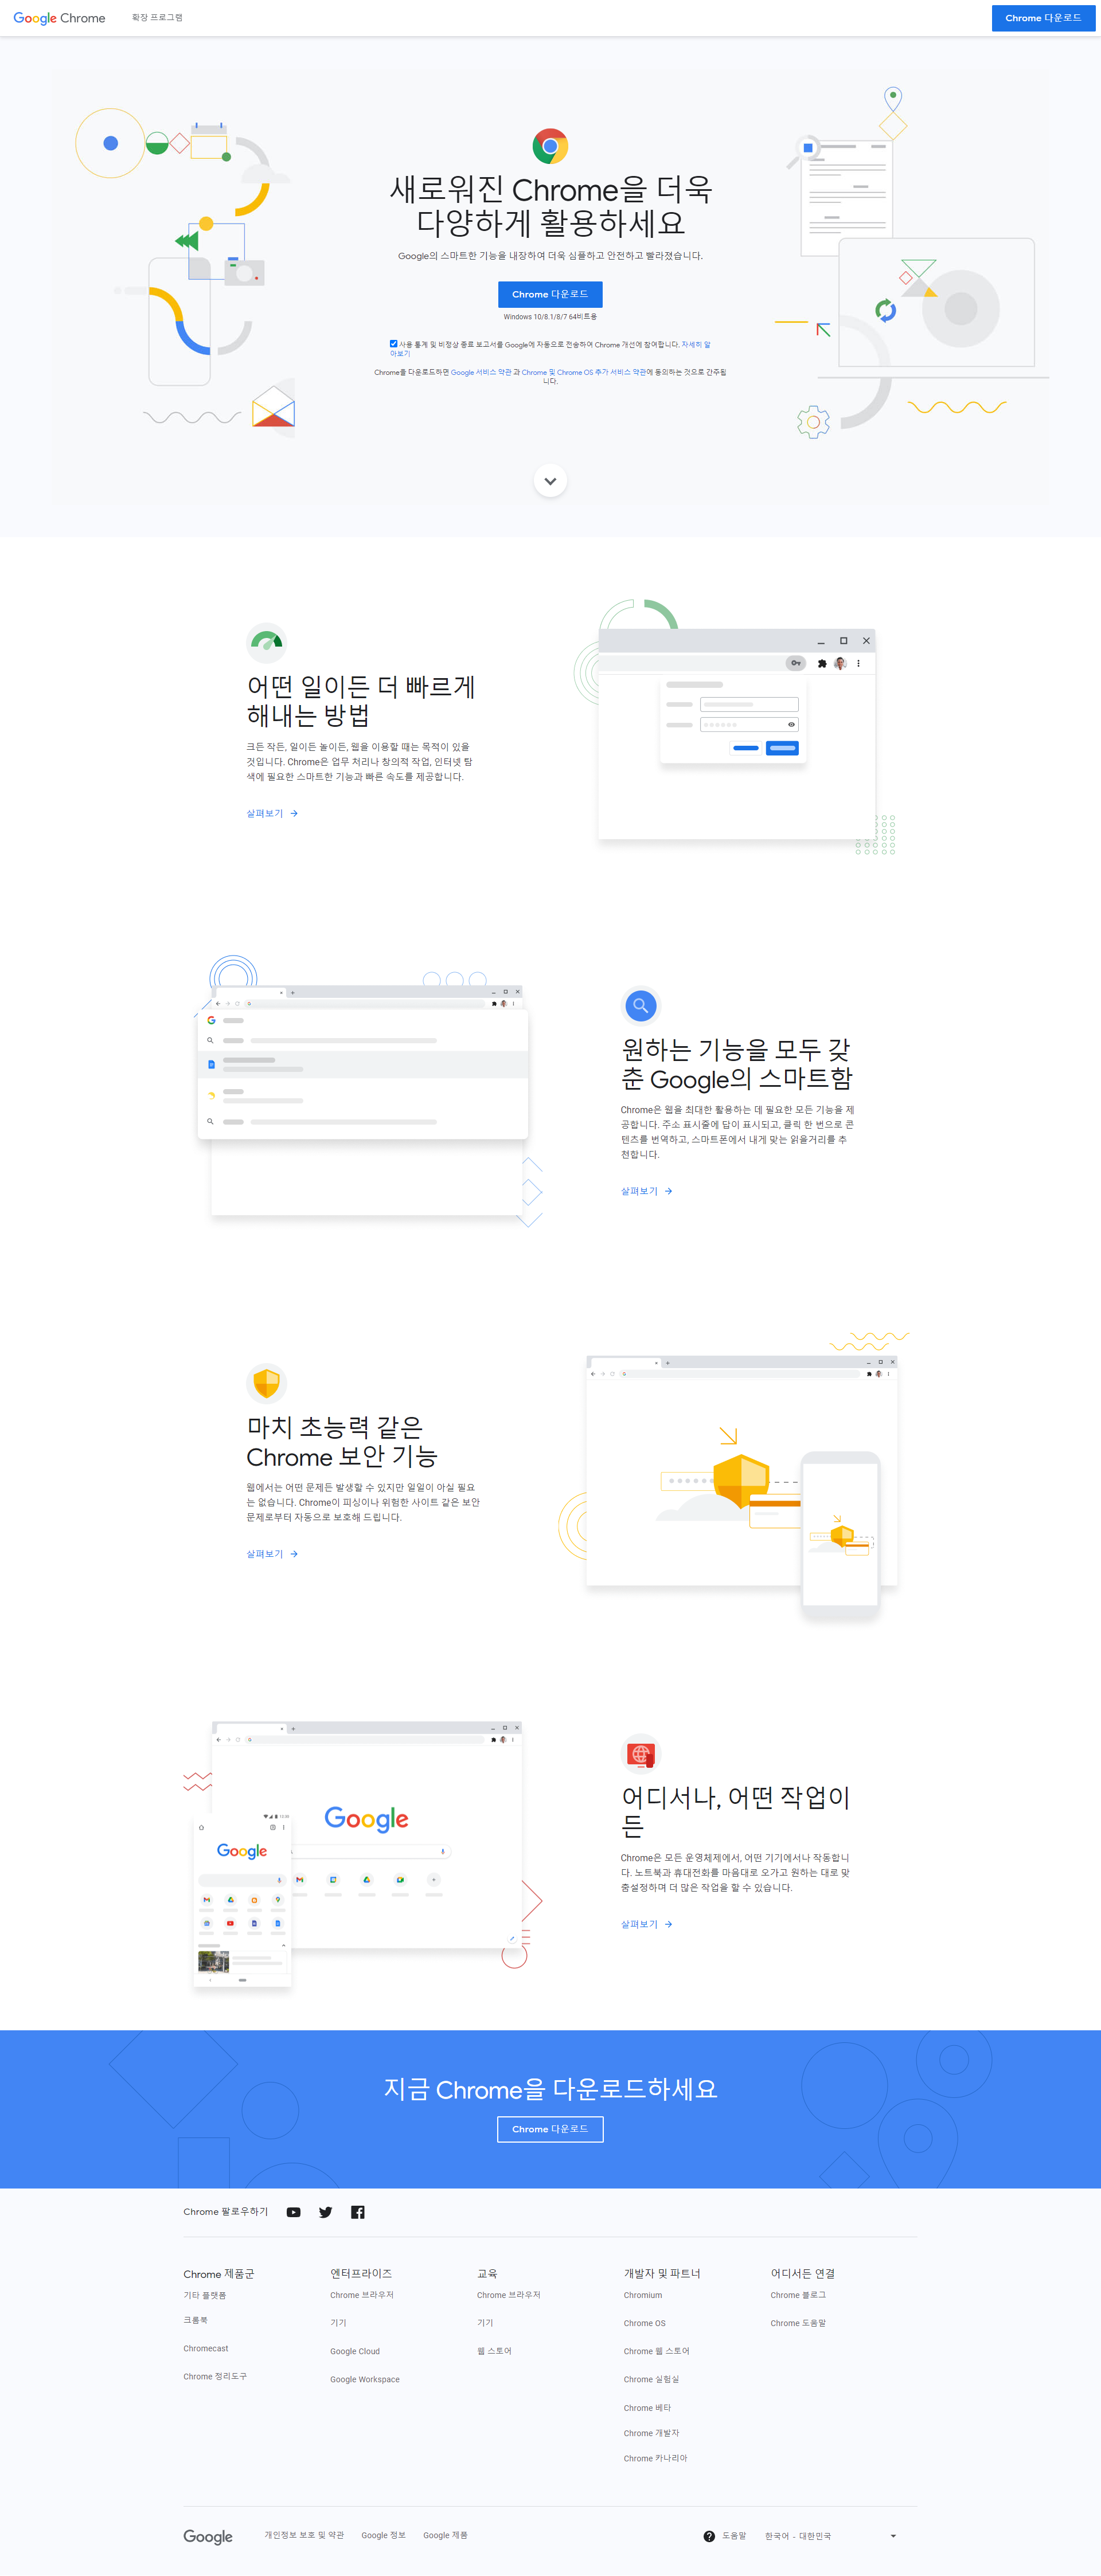 Google Chrome
확장 프로그램
Chrome 다운로드
새로워진 Chrome을 더욱
다양하게 활용하세요
Google의 스마트한 기능을 내장하여 더욱 심플하고 안전하고 빨라졌습니다.
Chrome 다운로드
Windows 10/8.1/8/7 64비트용
사용 통계 및 비정상 종료 보고서를 Google에 자동으로 전송하여 Chrome 개선에 참여합니다. 자세히 알
아보기
Chrome을 다운로드하면 Google 서비스 약관 과 Chrome 및 Chrome OS 추가 서비스 약관에 동의하는 것으로 간주됩
니다.
어떤 일이든 더 빠르게
해내는 방법
크든 작든, 일이든 놀이든, 웹을 이용할 때는 목적이 있을
것입니다. Chrome은 업무 처리나 창의적 작업, 인터넷 탐
색에 필요한 스마트한 기능과 빠른 속도를 제공합니다.
살펴보기
원하는 기능을 모두 갖
춘 Google의 스마트함
Chrome은 웹을 최대한 활용하는 데 필요한 모든 기능을 제
공합니다. 주소 표시줄에 답이 표시되고, 클릭 한 번으로 콘
텐츠를 번역하고, 스마트폰에서 내게 맞는 읽을거리를 추
천합니다.
살펴보기
마치 초능력 같은
Chrome 보안 기능
웹에서는 어떤 문제든 발생할 수 있지만 일일이 아실 필요
는 없습니다. Chrome이 피싱이나 위험한 사이트 같은 보안
문제로부터 자동으로 보호해 드립니다.
살펴보기
Google
Google
어디서나, 어떤 작업이
든
Chrome은 모든 운영체제에서, 어떤 기기에서나 작동합니
다. 노트북과 휴대전화를 마음대로 오가고 원하는 대로 맞
춤설정하며 더 많은 작업을 할 수 있습니다.
살펴보기
지금 Chrome을 다운로드하세요
Chrome 다운로드
Chrome 팔로우하기
Chrome 제품군
기타 플랫폼
크롬북
Chromecast
Chrome 정리도구
엔터프라이즈
Chrome 브라우저
기기
Google Cloud
Google Workspace
교육
Chrome 브라우저
기기
웹 스토어
개발자 및 파트너
Chromium
Chrome OS
Chrome 웹 스토어
Chrome 실험실
Chrome 베타
Chrome 개발자
Chrome 카나리아
어디서든 연결
Chrome 블로그
Chrome 도움말
Google
개인정보 보호 및 약관
Google 정보
Google 제품
도움말
한국어 - 대한민국